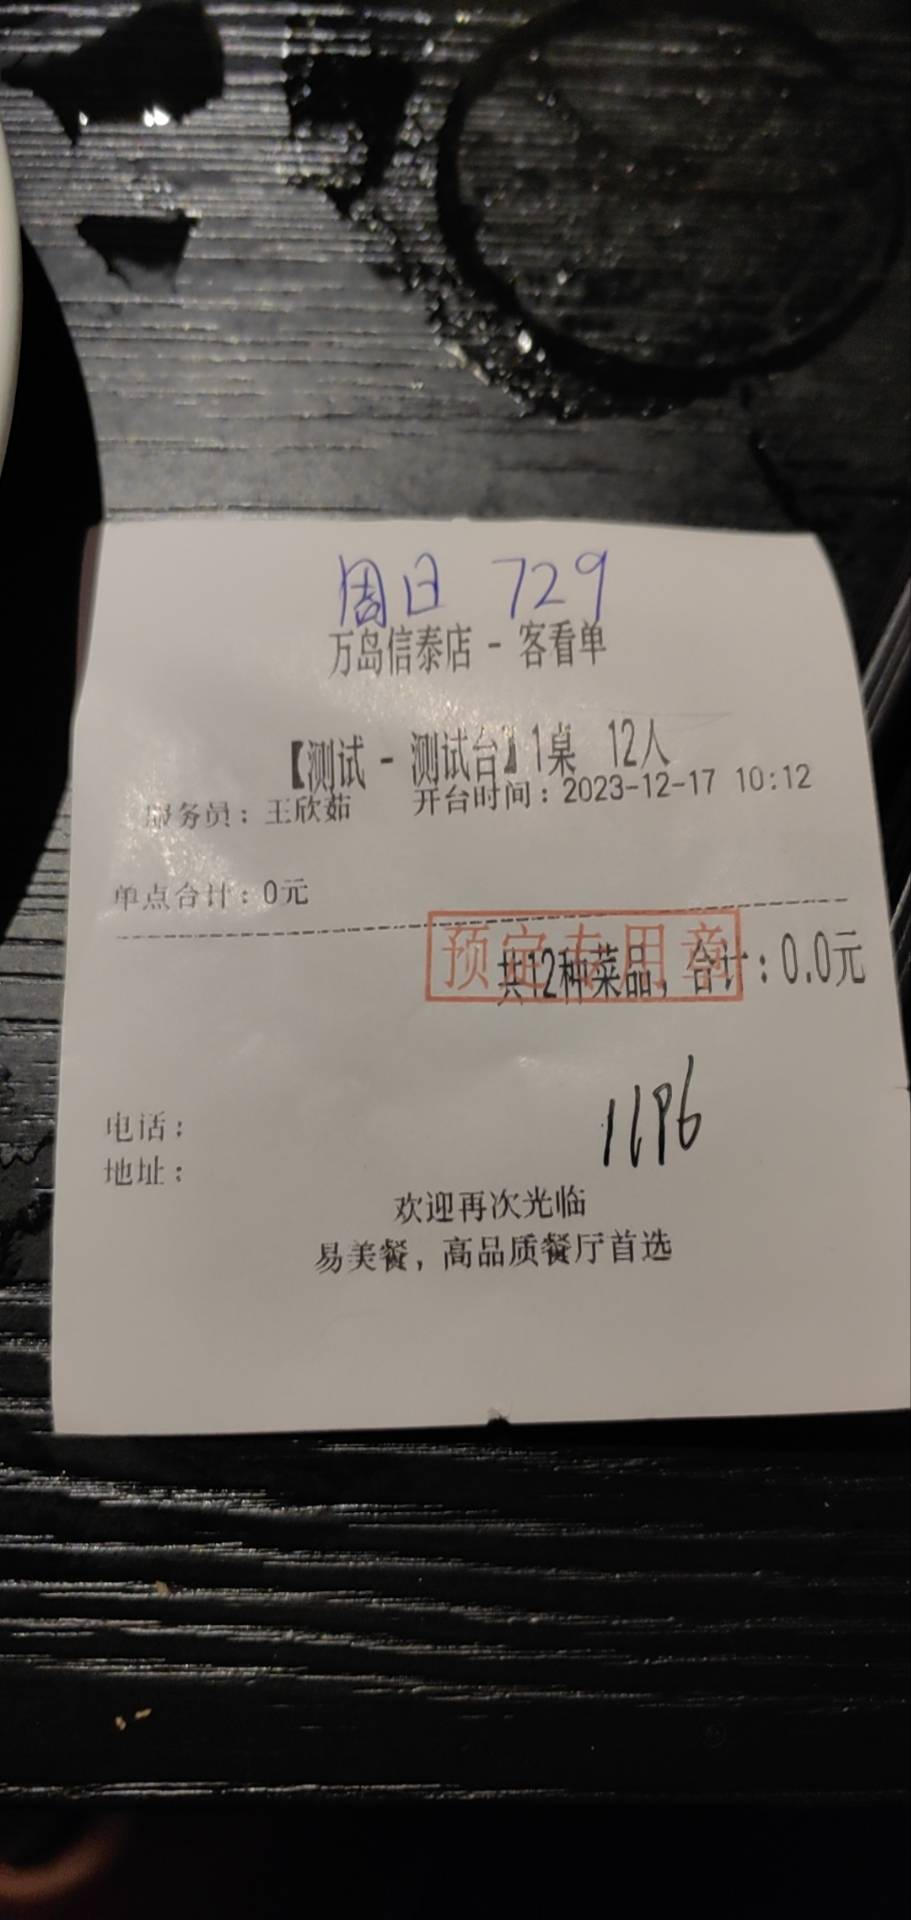 周日 729
万岛信泰店 - 客看单
【测试 - 测试台】1桌 12人
服务员：王欣茹 开台时间：2023-12-17 10:12
单点合计：0元
预定专用章
共12种菜品，合计：0.0元
1196
电话：
地址：
欢迎再次光临
易美餐，高品质餐厅首选